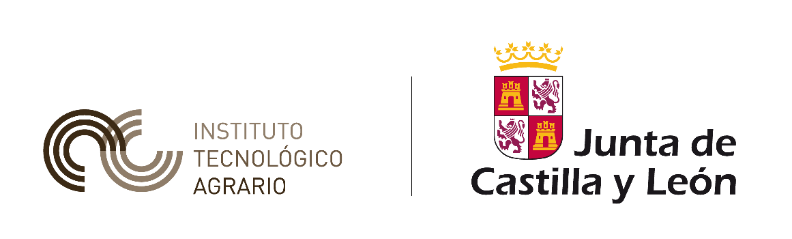 INSTITUTO
TECNOLÓGICO
AGRARIO
Junta de
Castilla y León